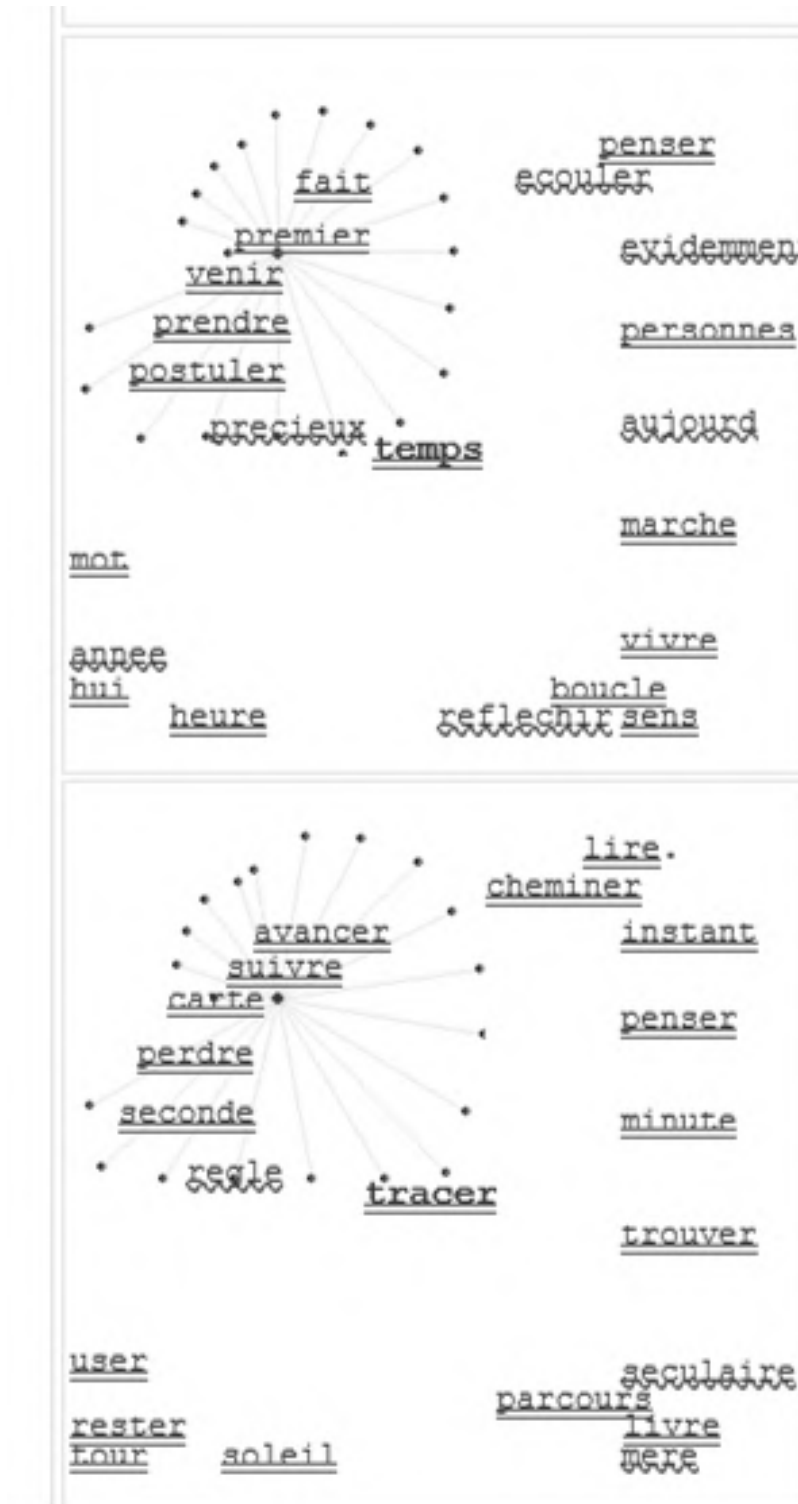 penser
ecouler
fait
premier
evidemmen
venir
prendre
personnes
postuler
precieux
aujourd
temps
marche
mot
vivre
annee
hui
boucle
heure
reflechir sens
lire.
cheminer
avancer
instant
suivre
carte
penser
perdre
seconde
minute
regle
tracer
trouver
user
seculaire
parcours
rester
livre
tour
soleil
mere